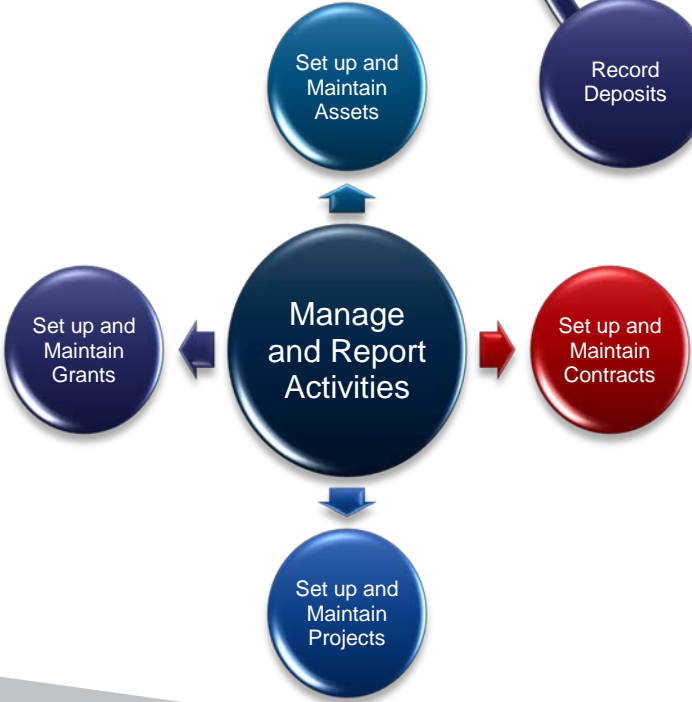 Set up and
Maintain
Assets
Record
Deposits
Set up and
Maintain
Grants
Manage
and Report
Activities
Set up and
Maintain
Contracts
Set up and
Maintain
Projects